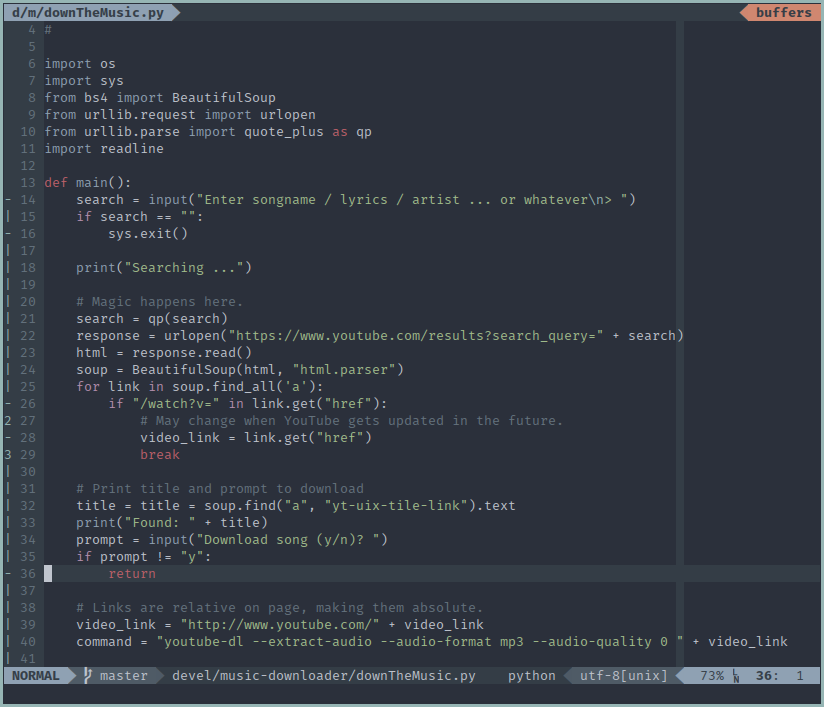 d/m/downTheMusic.py buffers
4 #
5
6 import os
7 import sys
8 from bs4 import BeautifulSoup
9 from urllib.request import urlopen
10 from urllib.parse import quote_plus as qp
11 import readline
12
13 def main():
- 14     search = input("Enter songname / lyrics / artist ... or whatever\n> ")
| 15     if search == "":
- 16         sys.exit()
| 17
| 18     print("Searching ...")
| 19
| 20     # Magic happens here.
| 21     search = qp(search)
| 22     response = urlopen("https://www.youtube.com/results?search_query=" + search)
| 23     html = response.read()
| 24     soup = BeautifulSoup(html, "html.parser")
| 25     for link in soup.find_all('a'):
- 26         if "/watch?v=" in link.get("href"):
2 27             # May change when YouTube gets updated in the future.
- 28             video_link = link.get("href")
3 29             break
| 30
| 31     # Print title and prompt to download
| 32     title = title = soup.find("a", "yt-uix-tile-link").text
| 33     print("Found: " + title)
| 34     prompt = input("Download song (y/n)? ")
| 35     if prompt != "y":
- 36         return
| 37
| 38     # Links are relative on page, making them absolute.
| 39     video_link = "http://www.youtube.com/" + video_link
| 40     command = "youtube-dl --extract-audio --audio-format mp3 --audio-quality 0 " + video_link
| 41
NORMAL master devel/music-downloader/downTheMusic.py python utf-8[unix] 73% LN 36: 1